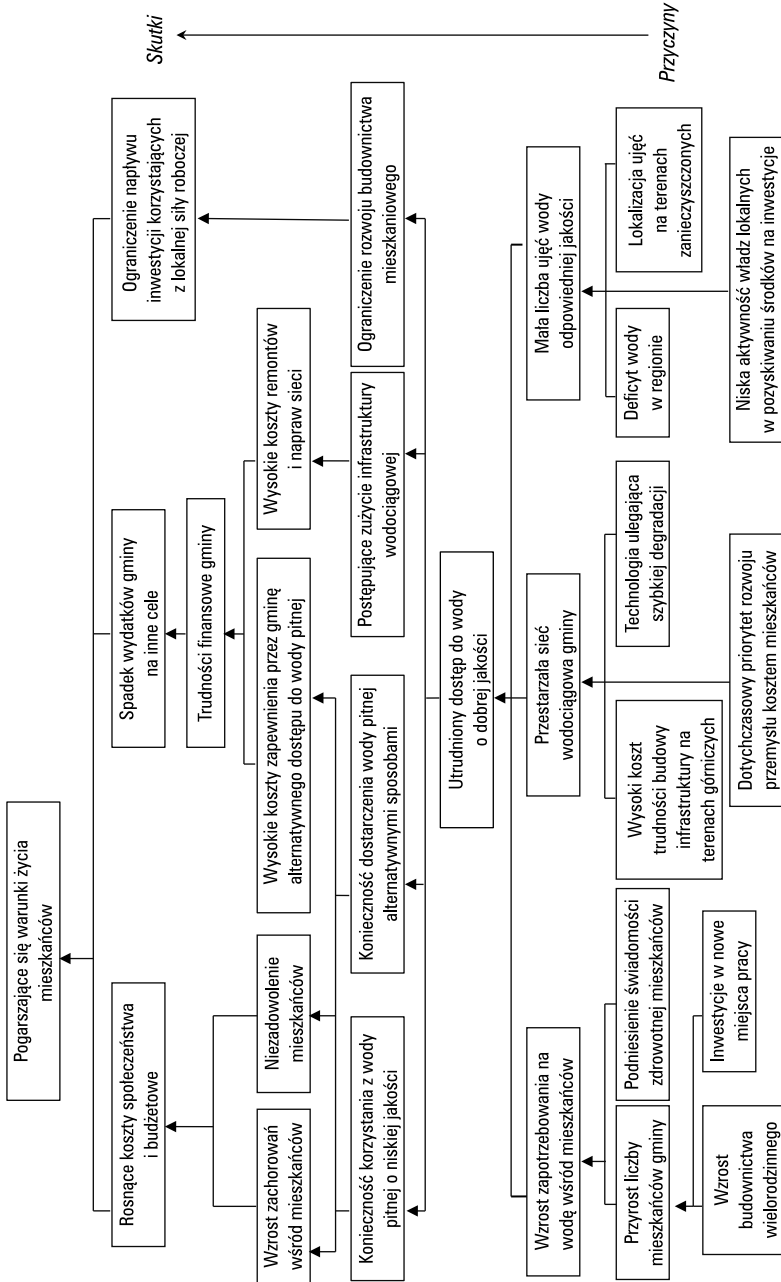 Pogarszające się warunki życia
mieszkańców
Rosnące koszty społeczeństwa
i budżetowe
Spadek wydatków gminy
na inne cele
Ograniczenie napływu
inwestycji korzystających
z lokalnej siły roboczej
Skutki
Trudności finansowe gminy
Wzrost zachorowań
wśród mieszkańców
Niezadowolenie
mieszkańców
Wysokie koszty zapewnienia przez gminę
alternatywnego dostępu do wody pitnej
Wysokie koszty remontów
i napraw sieci
Konieczność korzystania z wody
pitnej o niskiej jakości
Konieczność dostarczenia wody pitnej
alternatywnymi sposobami
Postępujące zużycie infrastruktury
wodociągowej
Ograniczenie rozwoju budownictwa
mieszkaniowego
Utrudniony dostęp do wody
o dobrej jakości
Wzrost zapotrzebowania na
wodę wśród mieszkańców
Przestarzała sieć
wodociągowa gminy
Mała liczba ujęć wody
odpowiedniej jakości
Przyrost liczby
mieszkańców gminy
Podniesienie świadomości
zdrowotnej mieszkańców
Wysoki koszt
trudności budowy
infrastruktury na
terenach górniczych
Technologia ulegająca
szybkiej degradacji
Deficyt wody
w regionie
Lokalizacja ujęć
na terenach
zanieczyszczonych
Przyczyny
Wzrost
budownictwa
wielorodzinnego
Inwestycje w nowe
miejsca pracy
Dotychczasowy priorytet rozwoju
przemysłu kosztem mieszkańców
Niska aktywność władz lokalnych
w pozyskiwaniu środków na inwestycje